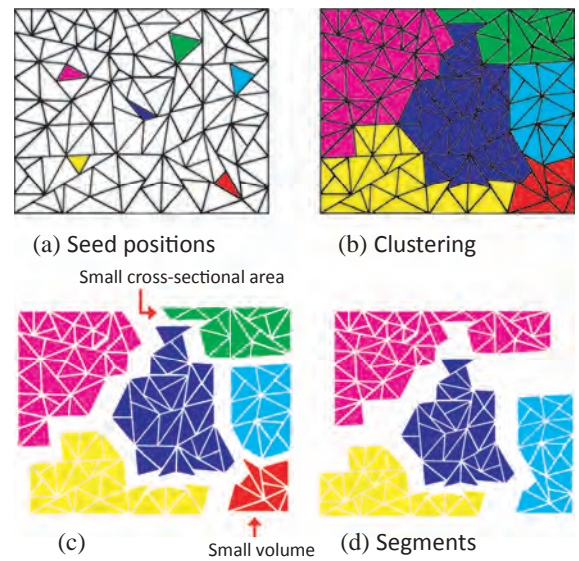 (a) Seed positions
(b) Clustering
Small cross-sectional area
(c)
Small volume
(d) Segments